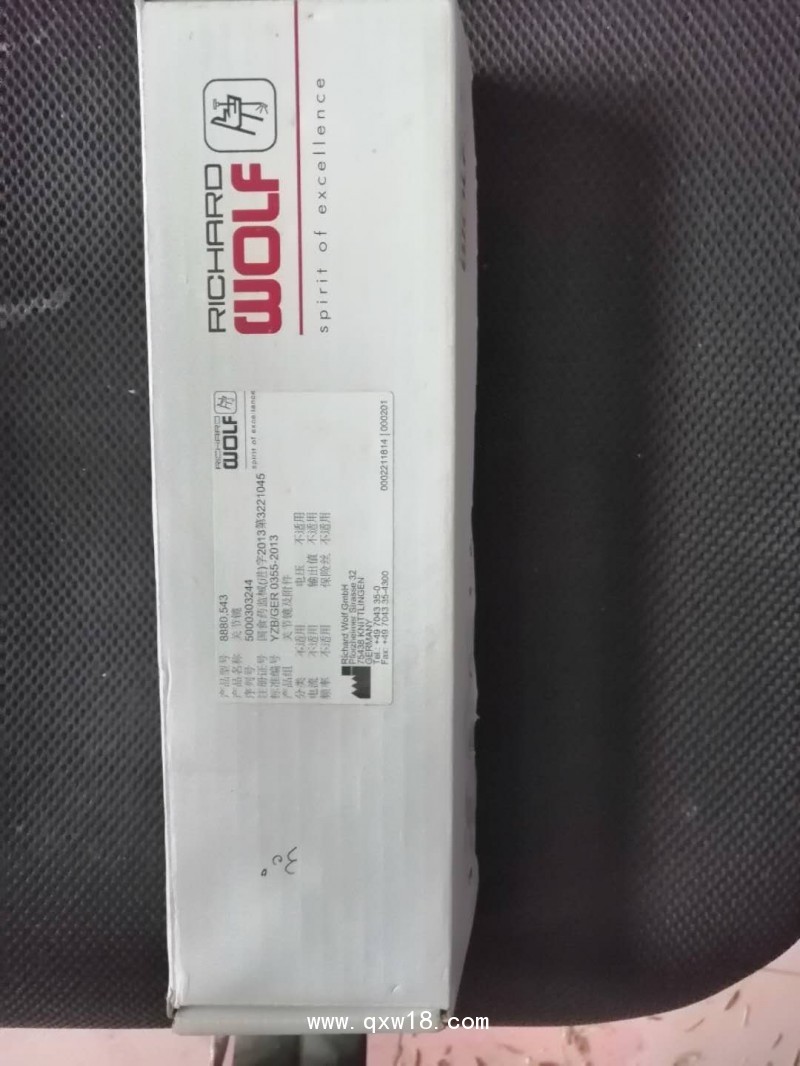 RICHARD
WOLF
spirit of excellence
RICHARD
WOLF
spirit of excellence
产品型号 8880.543
产品名称 关节镜
序列号 5000303244
注册证号 国食药监械(进)字2013第3221045
标准编号 YZB/GER 0355-2013
产品组 关节镜及附件
分类 不适用 电压 不适用
电流 不适用 输出值 不适用
频率 不适用 保险丝 不适用
Richard Wolf GmbH
Pforzheimer Strasse 32
75438 KNITTLINGEN
GERMANY
Tel.: +49 7043 35-0
Fax: +49 7043 35-4300
0002211814 | 000201
30°
www.qxw18.com